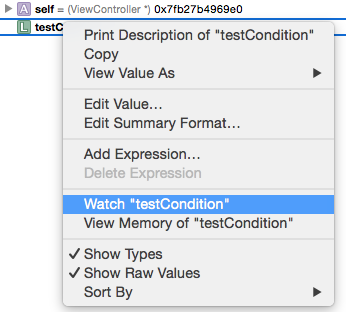 A self = (ViewController *) 0x7fb27b4969e0
L testC
Print Description of "testCondition"
Copy
View Value As
Edit Value...
Edit Summary Format...
Add Expression...
Delete Expression
Watch "testCondition"
View Memory of "testCondition"
Show Types
Show Raw Values
Sort By